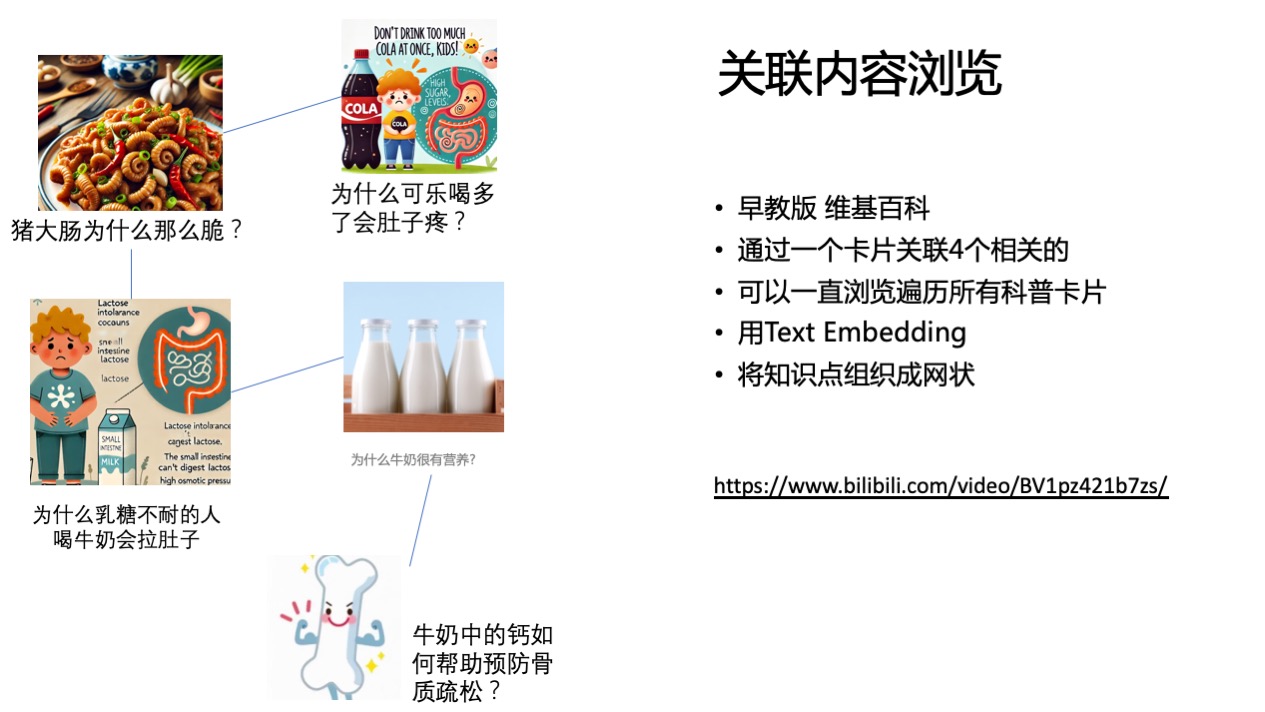 关联内容浏览
DON'T DRINK TOO MUCH
COLA AT ONCE, KIDS!
HIGH
SUGAR,
LEVELS
COLA
COLA
为什么可乐喝多
了会肚子疼？
猪大肠为什么那么脆？
Lactose
intolarance
cocauns
sne ll
intestine
lactose
lactose
SMALL
INTESTINE
MILK
Lactose intolirance
cagest lactose.
The small inrestine
can't digest lactos
high osmotic pressu
为什么乳糖不耐的人
喝牛奶会拉肚子
为什么牛奶很有营养?
牛奶中的钙如
何帮助预防骨
质疏松？
• 早教版 维基百科
• 通过一个卡片关联4个相关的
• 可以一直浏览遍历所有科普卡片
• 用Text Embedding
• 将知识点组织成网状
https://www.bilibili.com/video/BV1pz421b7zs/